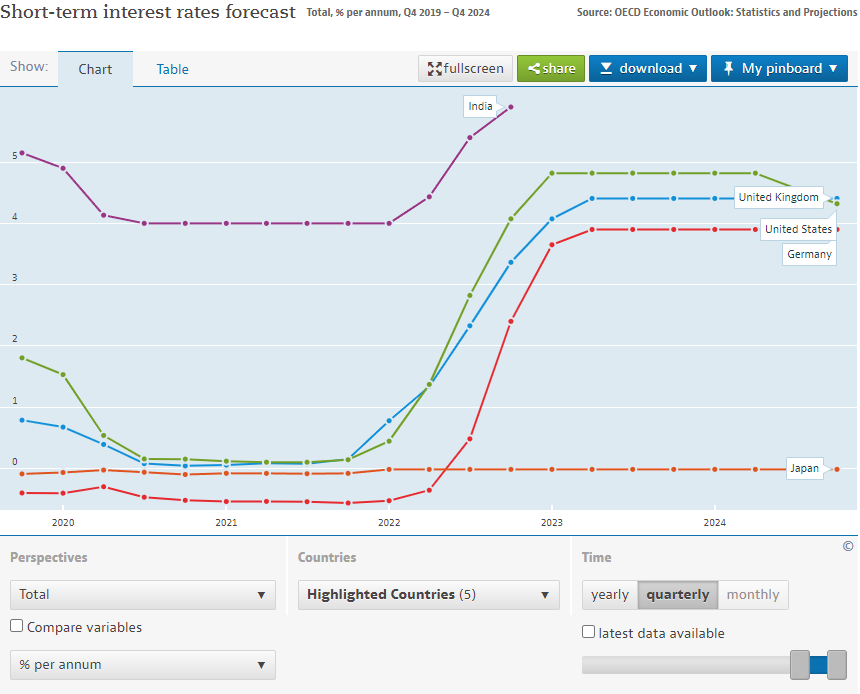 Short-term interest rates forecast Total, % per annum, Q4 2019 – Q4 2024 Source: OECD Economic Outlook: Statistics and Projections
Show: Chart Table fullscreen share download ▼ My pinboard ▼
India
5
4
3
2
1
0
United Kingdom
United States
Germany
Japan
2020 2021 2022 2023 2024
©
Perspectives Countries Time
Total ▼ Highlighted Countries (5) ▼ yearly quarterly monthly
Compare variables latest data available
% per annum ▼